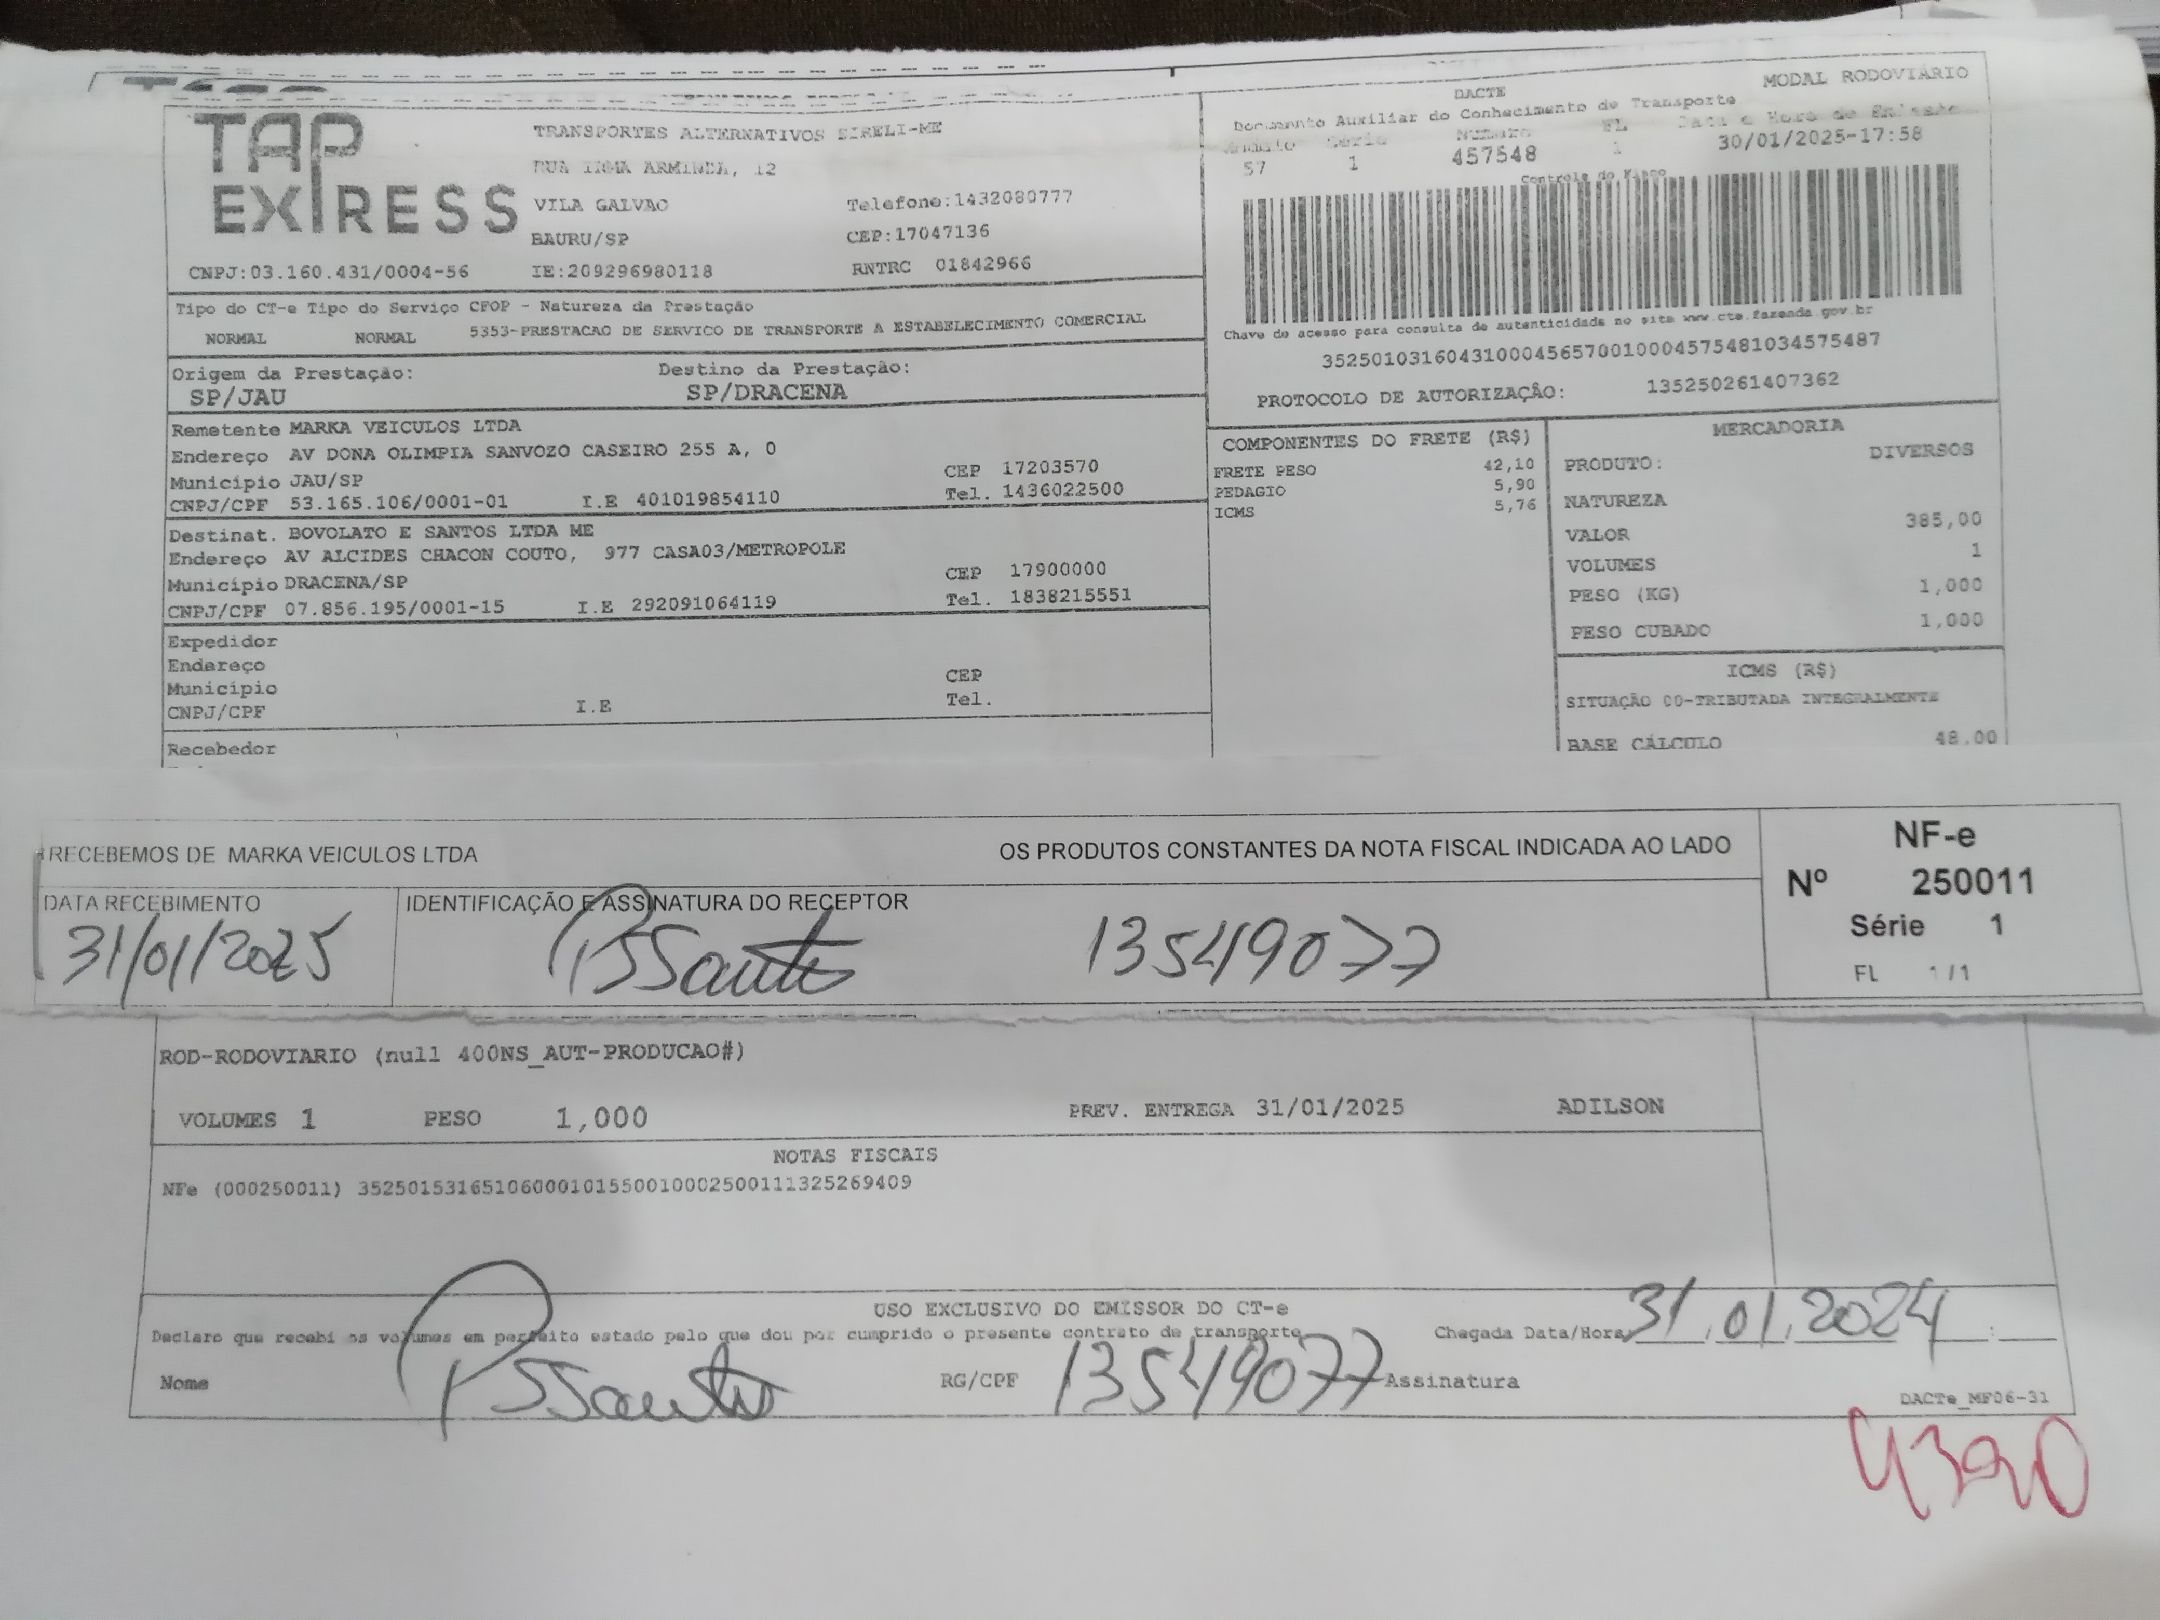 TAP EXPRESS
TRANSPORTES ALTERNATIVOS EIRELI-ME
RUA IRMA ARMINDA, 12
VILA GALVAO Telefone:1432080777
BAURU/SP CEP:17047136
CNPJ:03.160.431/0004-56 IE:209296980118 RNTRC 01842966
DACTE MODAL RODOVIÁRIO
Documento Auxiliar do Conhecimento de Transporte
Modelo Série Número FL Data e Hora de Emissão
57 1 457548 1 30/01/2025-17:58
Controle do Fisco
Chave de acesso para consulta de autenticidade no site www.cte.fazenda.gov.br
35250103160431000456570010004575481034575487
PROTOCOLO DE AUTORIZAÇÃO: 135250261407362
Tipo do CT-e Tipo do Serviço CFOP - Natureza da Prestação
NORMAL NORMAL 5353-PRESTACAO DE SERVICO DE TRANSPORTE A ESTABELECIMENTO COMERCIAL
Origem da Prestação: Destino da Prestação:
SP/JAU SP/DRACENA
Remetente MARKA VEICULOS LTDA
Endereço AV DONA OLIMPIA SANVOZO CASEIRO 255 A, 0
Município JAU/SP CEP 17203570
CNPJ/CPF 53.165.106/0001-01 I.E 401019854110 Tel. 1436022500
Destinat. BOVOLATO E SANTOS LTDA ME
Endereço AV ALCIDES CHACON COUTO, 977 CASA03/METROPOLE
Município DRACENA/SP CEP 17900000
CNPJ/CPF 07.856.195/0001-15 I.E 292091064119 Tel. 1838215551
Expedidor
Endereço
Município CEP
CNPJ/CPF I.E Tel.
Recebedor
COMPONENTES DO FRETE (R$)
FRETE PESO 42,10
PEDAGIO 5,90
ICMS 5,76
MERCADORIA
PRODUTO: DIVERSOS
NATUREZA
VALOR 385,00
VOLUMES 1
PESO (KG) 1,000
PESO CUBADO 1,000
ICMS (R$)
SITUAÇÃO 00-TRIBUTADA INTEGRALMENTE
BASE CÁLCULO 48.00
RECEBEMOS DE MARKA VEICULOS LTDA OS PRODUTOS CONSTANTES DA NOTA FISCAL INDICADA AO LADO
DATA RECEBIMENTO IDENTIFICAÇÃO E ASSINATURA DO RECEPTOR
31/01/2025 BSSantos 13549077
NF-e
Nº 250011
Série 1
FL 1/1
ROD-RODOVIARIO (null 400NS_AUT-PRODUCAO#)
VOLUMES 1 PESO 1,000 PREV. ENTREGA 31/01/2025 ADILSON
NOTAS FISCAIS
NFe (000250011) 35250153165106000101550010002500111325269409
USO EXCLUSIVO DO EMISSOR DO CT-e
Declaro que recebi os volumes em perfeito estado pelo que dou por cumprido o presente contrato de transporte Chegada Data/Hora 31.01.2024 :
Nome RG/CPF 13549077 Assinatura
DACTe_MF06-31
4390